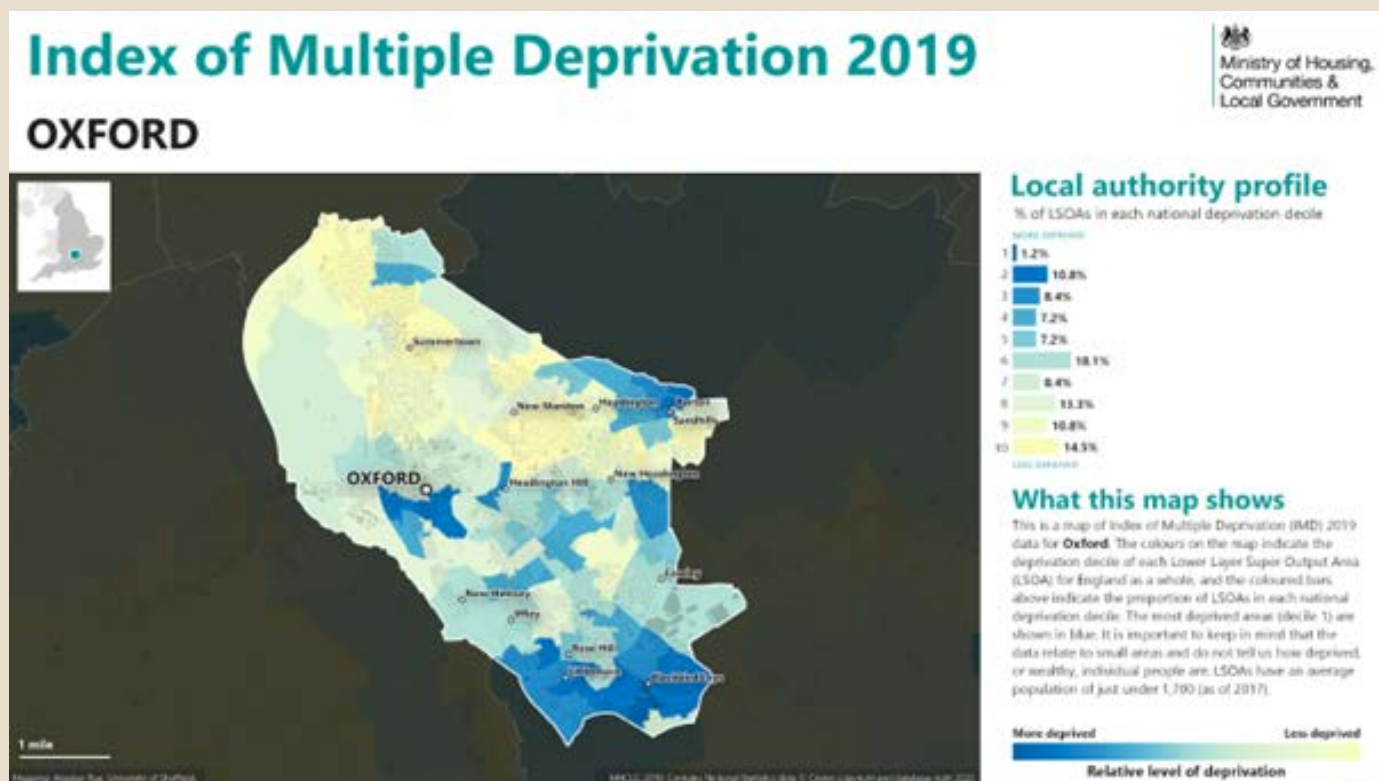 Index of Multiple Deprivation 2019
OXFORD
Ministry of Housing,
Communities &
Local Government
Local authority profile
% of LSOAs in each national deprivation decile
MORE DEPRIVED
1 1.2%
2 10.8%
3 8.4%
4 7.2%
5 7.2%
6 18.1%
7 8.4%
8 13.3%
9 10.8%
10 14.5%
LESS DEPRIVED
What this map shows
This is a map of Index of Multiple Deprivation (IMD) 2019
data for Oxford. The colours on the map indicate the
deprivation decile of each Lower Layer Super Output Area
(LSOA) for England as a whole, and the coloured bars
above indicate the proportion of LSOAs in each national
deprivation decile. The most deprived areas (decile 1) are
shown in blue. It is important to keep in mind that the
data relate to small areas and do not tell us how deprived,
or wealthy, individual people are. LSOAs have an average
population of just under 1,700 (as of 2017).
More deprived Less deprived
Relative level of deprivation
Summertown
New Marston
Headington
Barton
Sandhills
OXFORD
Headington Hill
New Headington
Cowley
New Hinksey
Iffley
Rose Hill
Littlemore
Blackbird Leys
1 mile